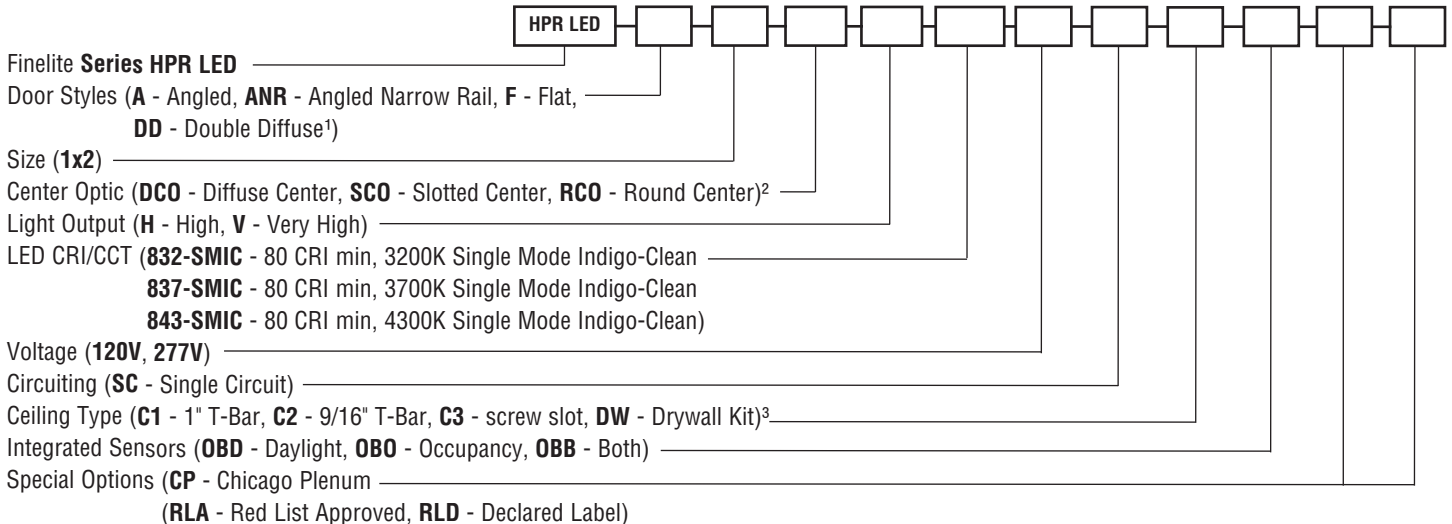 HPR LED
Finelite Series HPR LED
Door Styles (A - Angled, ANR - Angled Narrow Rail, F - Flat,
DD - Double Diffuse¹)
Size (1x2)
Center Optic (DCO - Diffuse Center, SCO - Slotted Center, RCO - Round Center)²
Light Output (H - High, V - Very High)
LED CRI/CCT (832-SMIC - 80 CRI min, 3200K Single Mode Indigo-Clean
837-SMIC - 80 CRI min, 3700K Single Mode Indigo-Clean
843-SMIC - 80 CRI min, 4300K Single Mode Indigo-Clean)
Voltage (120V, 277V)
Circuiting (SC - Single Circuit)
Ceiling Type (C1 - 1" T-Bar, C2 - 9/16" T-Bar, C3 - screw slot, DW - Drywall Kit)³
Integrated Sensors (OBD - Daylight, OBO - Occupancy, OBB - Both)
Special Options (CP - Chicago Plenum
(RLA - Red List Approved, RLD - Declared Label)